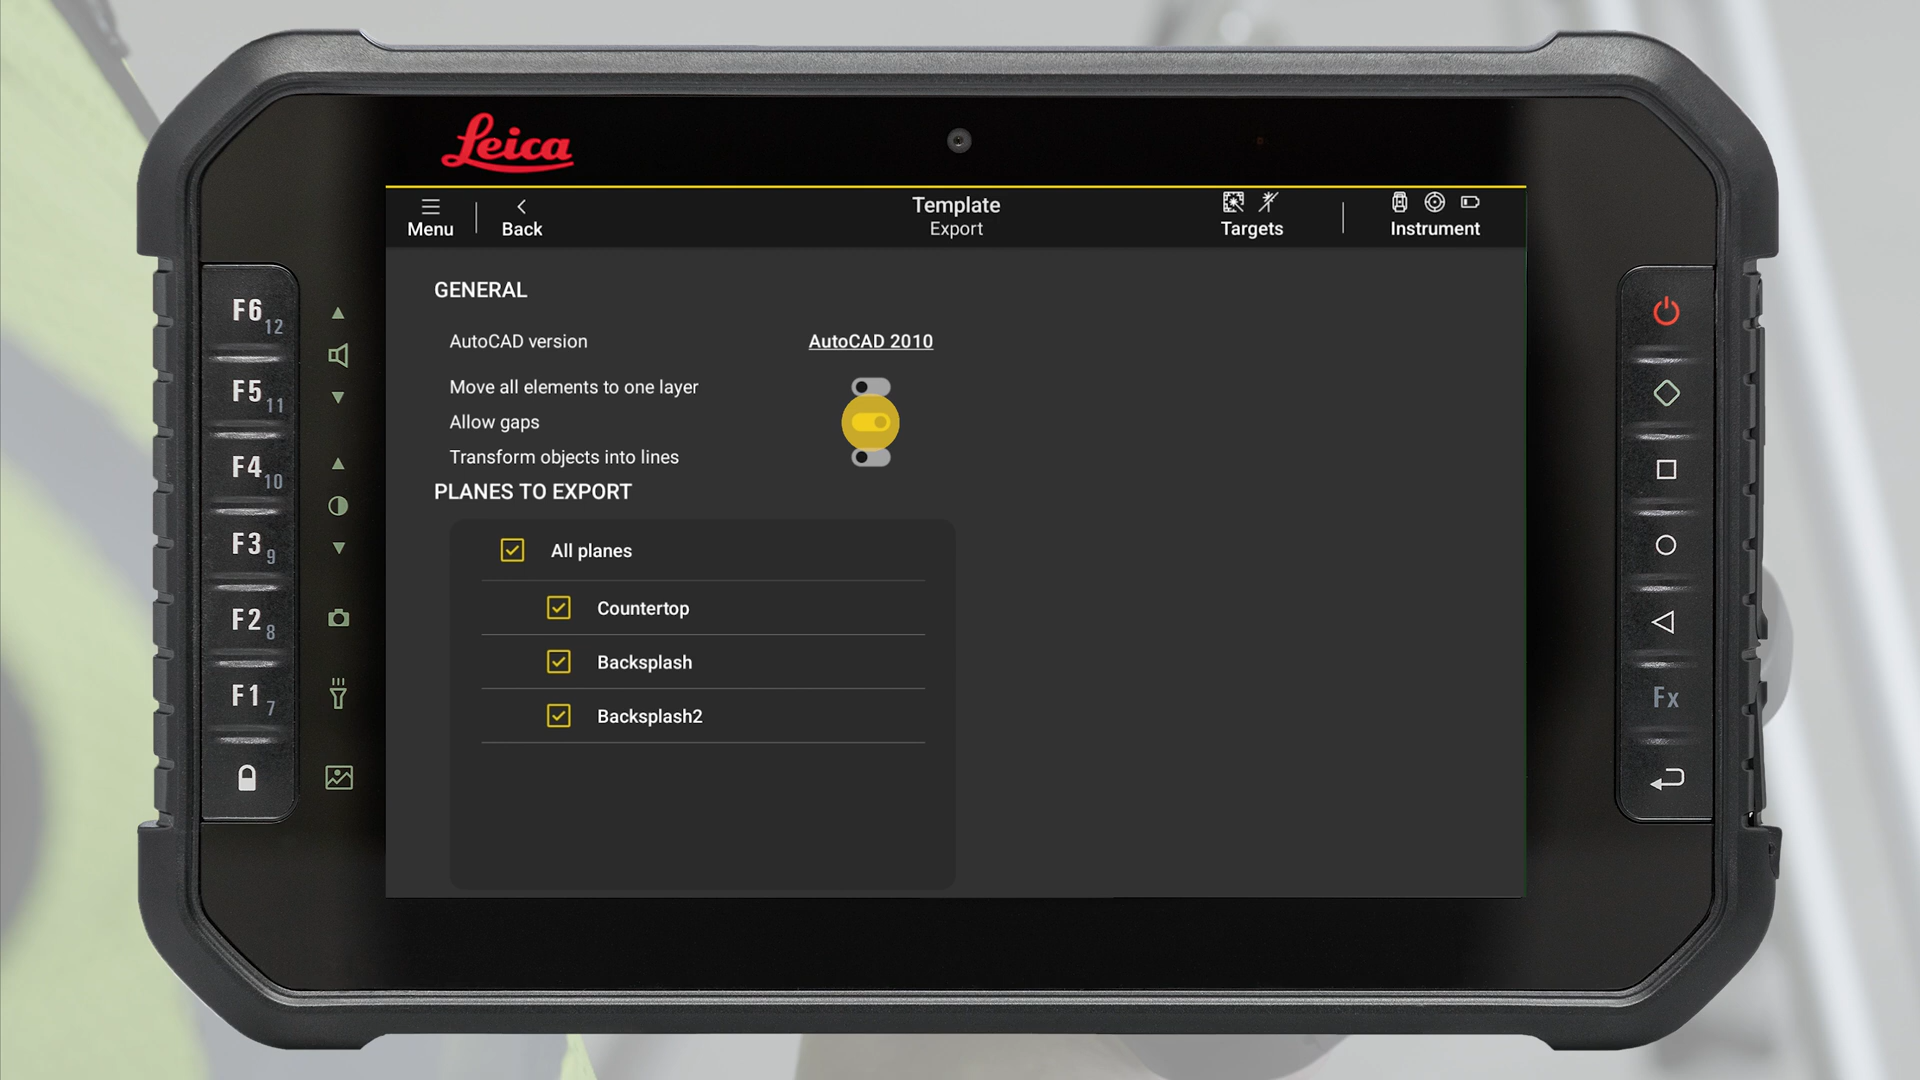 Leica
Menu
Back
Template
Export
Targets
Instrument
GENERAL
AutoCAD version AutoCAD 2010
Move all elements to one layer
Allow gaps
Transform objects into lines
PLANES TO EXPORT
All planes
Countertop
Backsplash
Backsplash2
F6 12
F5 11
F4 10
F3 9
F2 8
F1 7
Fx